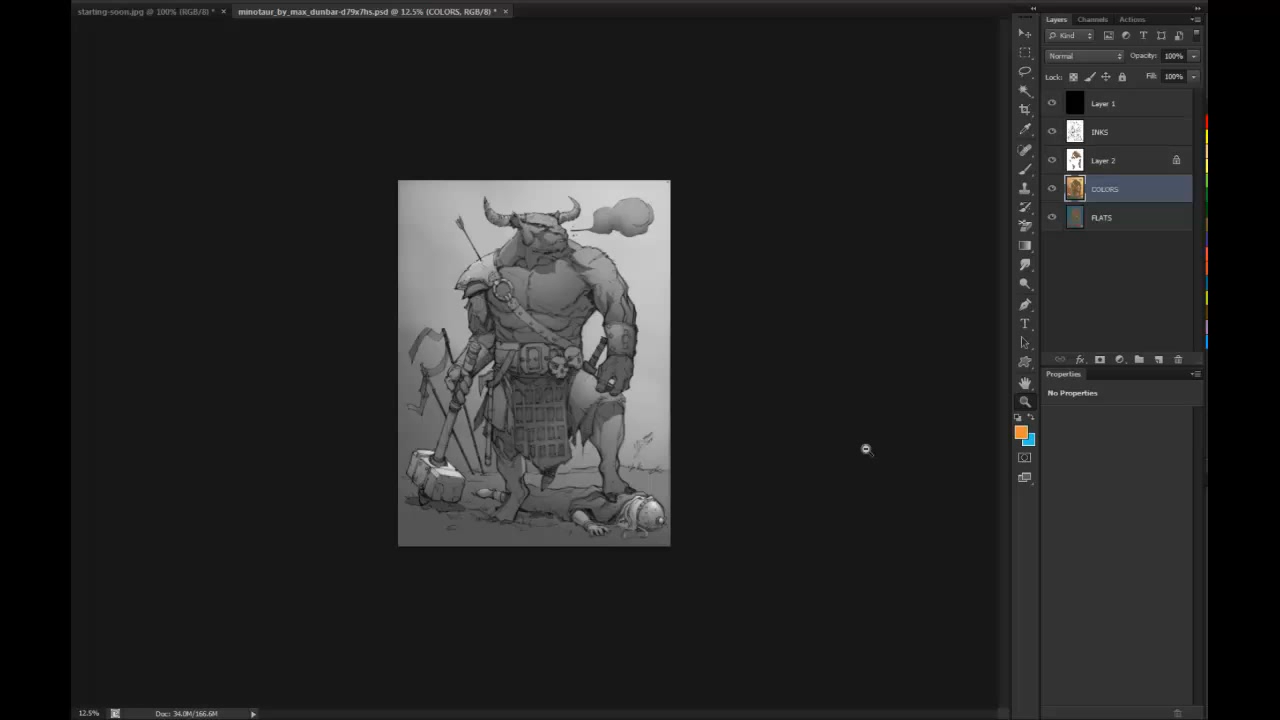 starting-soon.jpg @ 100% (RGB/8) * ×
minotaur_by_max_dunbar-d79x7hs.psd @ 12.5% (COLORS, RGB/8) * ×
Layers Channels Actions
Kind
Normal Opacity: 100%
Lock: Fill: 100%
Layer 1
INKS
Layer 2
COLORS
FLATS
fx
Properties
No Properties
12.5% Doc: 34.0M/166.6M